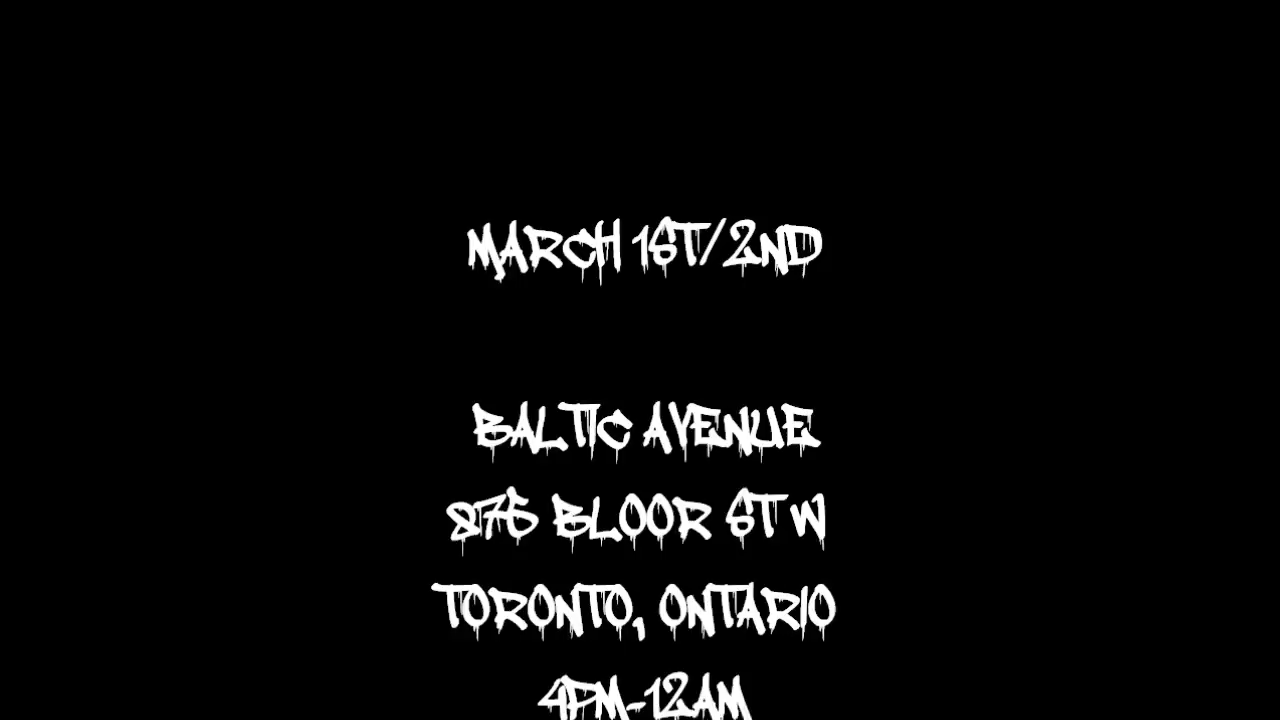 MARCH 1ST/2ND
BALTIC AVENUE
875 BLOOR ST W
TORONTO, ONTARIO
4PM-12AM